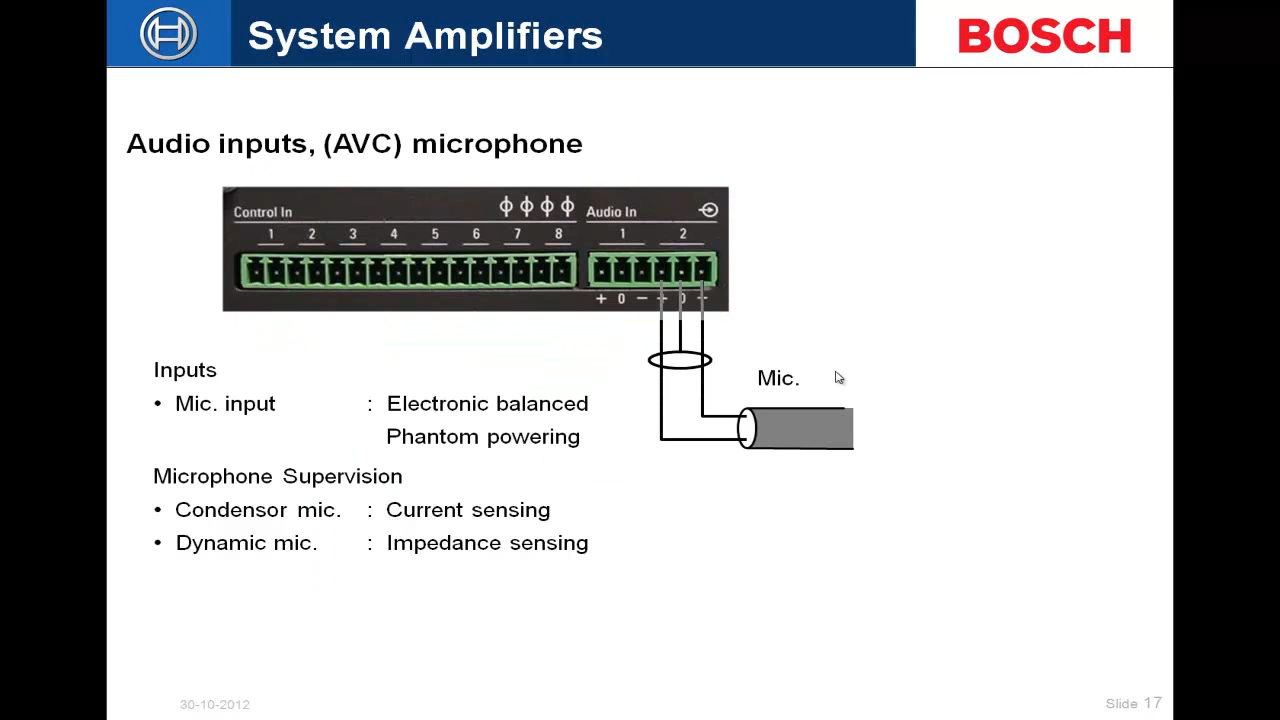 System Amplifiers
BOSCH
Audio inputs, (AVC) microphone
Control In
Audio In
1 2 3 4 5 6 7 8 1 2
+ 0 − + 0 −
Inputs
• Mic. input : Electronic balanced
Phantom powering
Mic.
Microphone Supervision
• Condensor mic. : Current sensing
• Dynamic mic. : Impedance sensing
30-10-2012
Slide 17